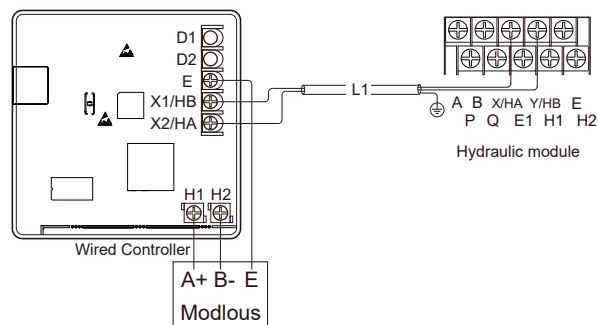 D1
D2
E
X1/HB
X2/HA
L1
A B X/HA Y/HB E
P Q E1 H1 H2
Hydraulic module
H1 H2
Wired Controller
A+ B- E
Modlous